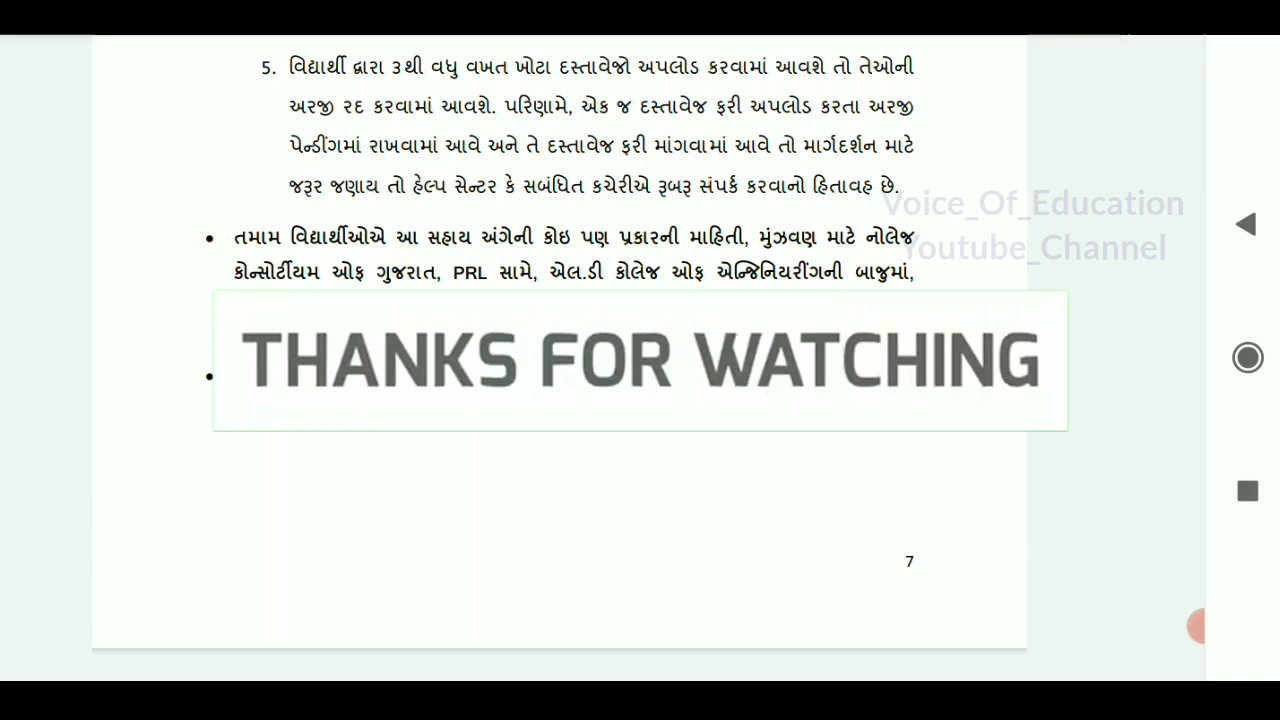 5. વિદ્યાર્થી દ્વારા ૩થી વધુ વખત ખોટા દસ્તાવેજો અપલોડ કરવામાં આવશે તો તેઓની
અરજી રદ કરવામાં આવશે. પરિણામે, એક જ દસ્તાવેજ ફરી અપલોડ કરતા અરજી
પેન્ડીંગમાં રાખવામાં આવે અને તે દસ્તાવેજ ફરી માંગવામાં આવે તો માર્ગદર્શન માટે
જરૂર જણાય તો હેલ્પ સેન્ટર કે સબંધિત કચેરીએ રૂબરૂ સંપર્ક કરવાનો હિતાવહ છે.
Voice_Of_Education
Youtube_Channel
• તમામ વિદ્યાર્થીઓએ આ સહાય અંગેની કોઇ પણ પ્રકારની માહિતી, મુંઝવણ માટે નોલેજ
કોન્સોર્ટીયમ ઓફ ગુજરાત, PRL સામે, એલ.ડી કોલેજ ઓફ એન્જિનિયરીંગની બાજુમાં,
THANKS FOR WATCHING
7